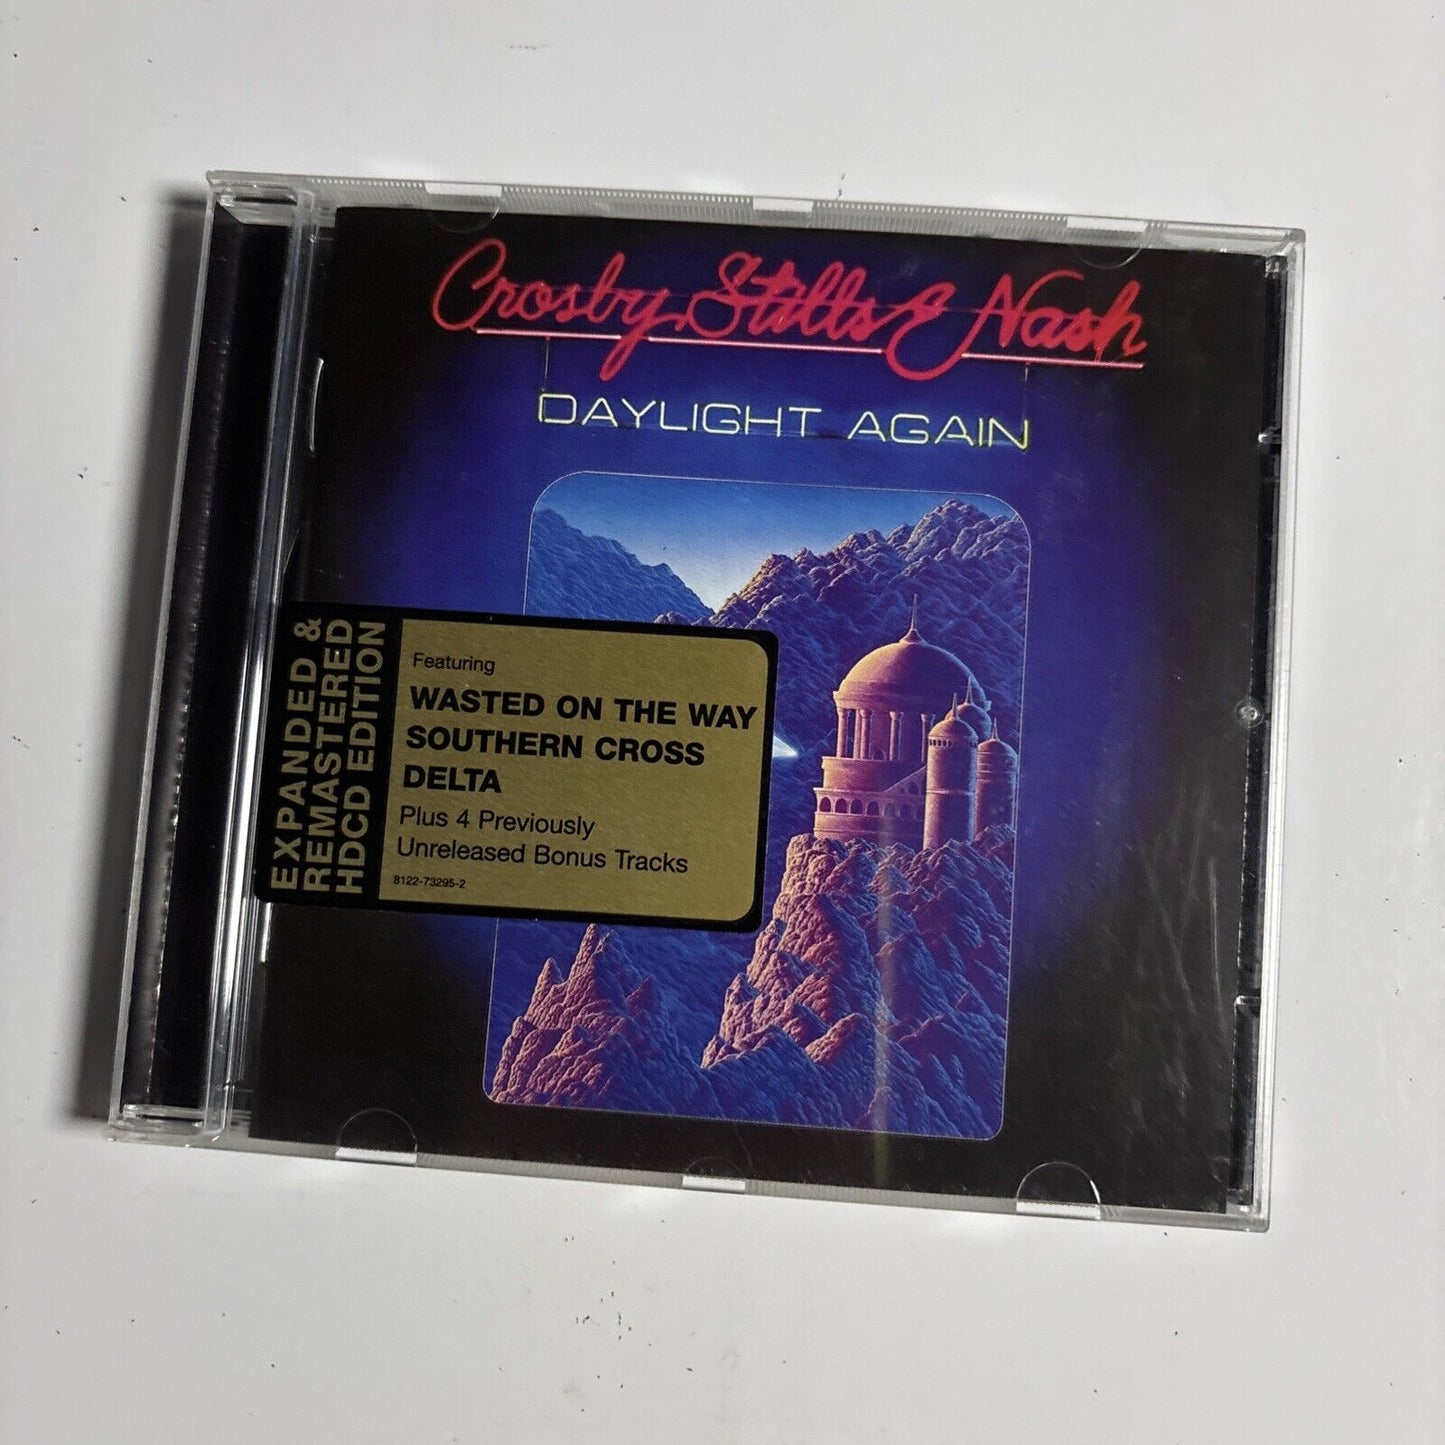 Crosby, Stills & Nash
DAYLIGHT AGAIN
EXPANDED &
REMASTERED
HDCD EDITION
Featuring
WASTED ON THE WAY
SOUTHERN CROSS
DELTA
Plus 4 Previously
Unreleased Bonus Tracks
8122-73295-2